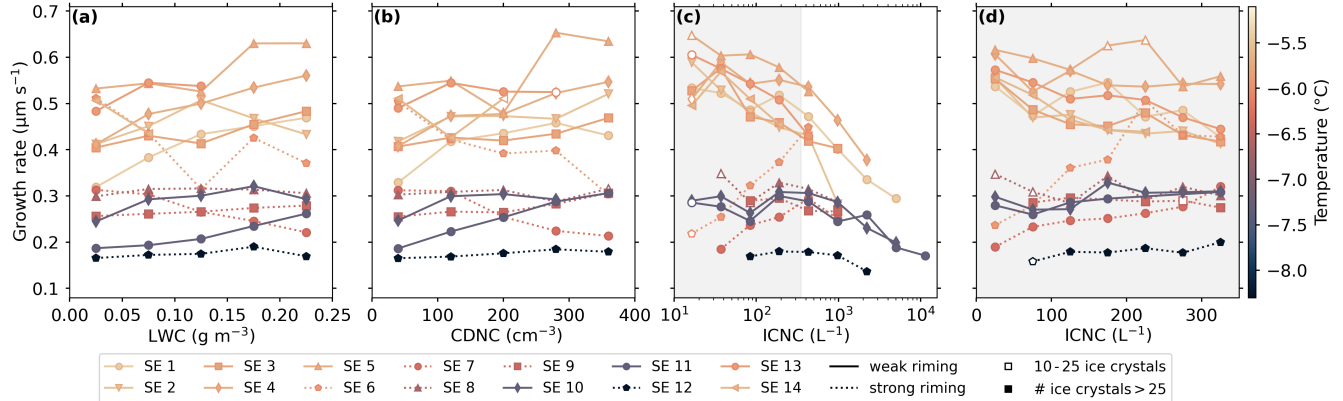 (a)
(b)
(c)
(d)
Growth rate (μm s⁻¹)
0.7
0.6
0.5
0.4
0.3
0.2
0.1
0.00 0.05 0.10 0.15 0.20 0.25
LWC (g m⁻³)
0 100 200 300 400
CDNC (cm⁻³)
10¹ 10² 10³ 10⁴
ICNC (L⁻¹)
0 100 200 300
ICNC (L⁻¹)
−5.5
−6.0
−6.5
−7.0
−7.5
−8.0
Temperature (°C)
SE 1 SE 3 SE 5 SE 7 SE 9 SE 11 SE 13 weak riming 10-25 ice crystals
SE 2 SE 4 SE 6 SE 8 SE 10 SE 12 SE 14 strong riming # ice crystals > 25